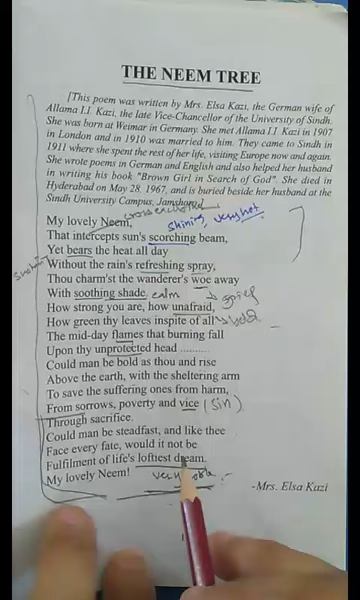 THE NEEM TREE
[This poem was written by Mrs. Elsa Kazi, the German wife of
Allama I.I. Kazi, the late Vice-Chancellor of the University of Sindh.
She was born at Weimar in Germany. She met Allama I.I Kazi in 1907
in London and in 1910 was married to him. They came to Sindh in
1911 where she spent the rest of her life, visiting Europe now and again.
She wrote poems in German and English and also helped her husband
in writing his book "Brown Girl in Search of God". She died in
Hyderabad on May 28, 1967, and is buried beside her husband at the
Sindh University Campus, Jamshoro]
My lovely Neem, shining, very hot
That intercepts sun's scorching beam,
Yet bears the heat all day
Without the rain's refreshing spray,
Thou charm'st the wanderer's woe away
With soothing shade. calm → grief
How strong you are, how unafraid,
How green thy leaves inspite of all → bold
The mid-day flames that burning fall
Upon thy unprotected head ..........
Could man be bold as thou and rise
Above the earth, with the sheltering arm
To save the suffering ones from harm,
From sorrows, poverty and vice (sin)
Through sacrifice.
Could man be steadfast, and like thee
Face every fate, would it not be
Fulfilment of life's loftiest dream.
My lovely Neem! very
-Mrs. Elsa Kazi